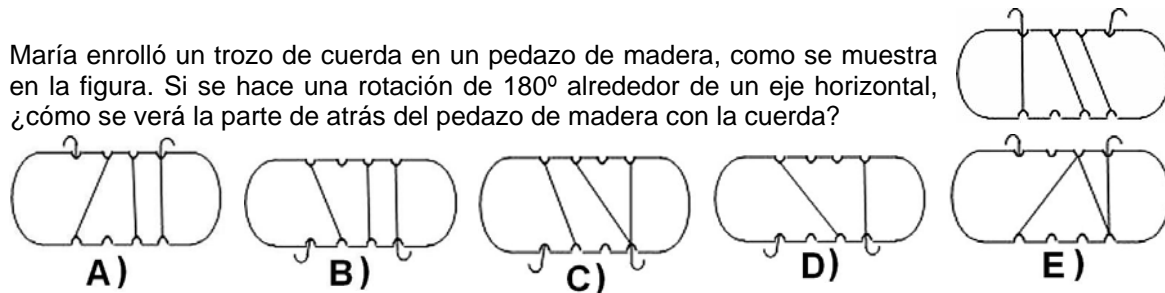 María enrolló un trozo de cuerda en un pedazo de madera, como se muestra
en la figura. Si se hace una rotación de 180º alrededor de un eje horizontal,
¿cómo se verá la parte de atrás del pedazo de madera con la cuerda?
A) B) C) D) E)